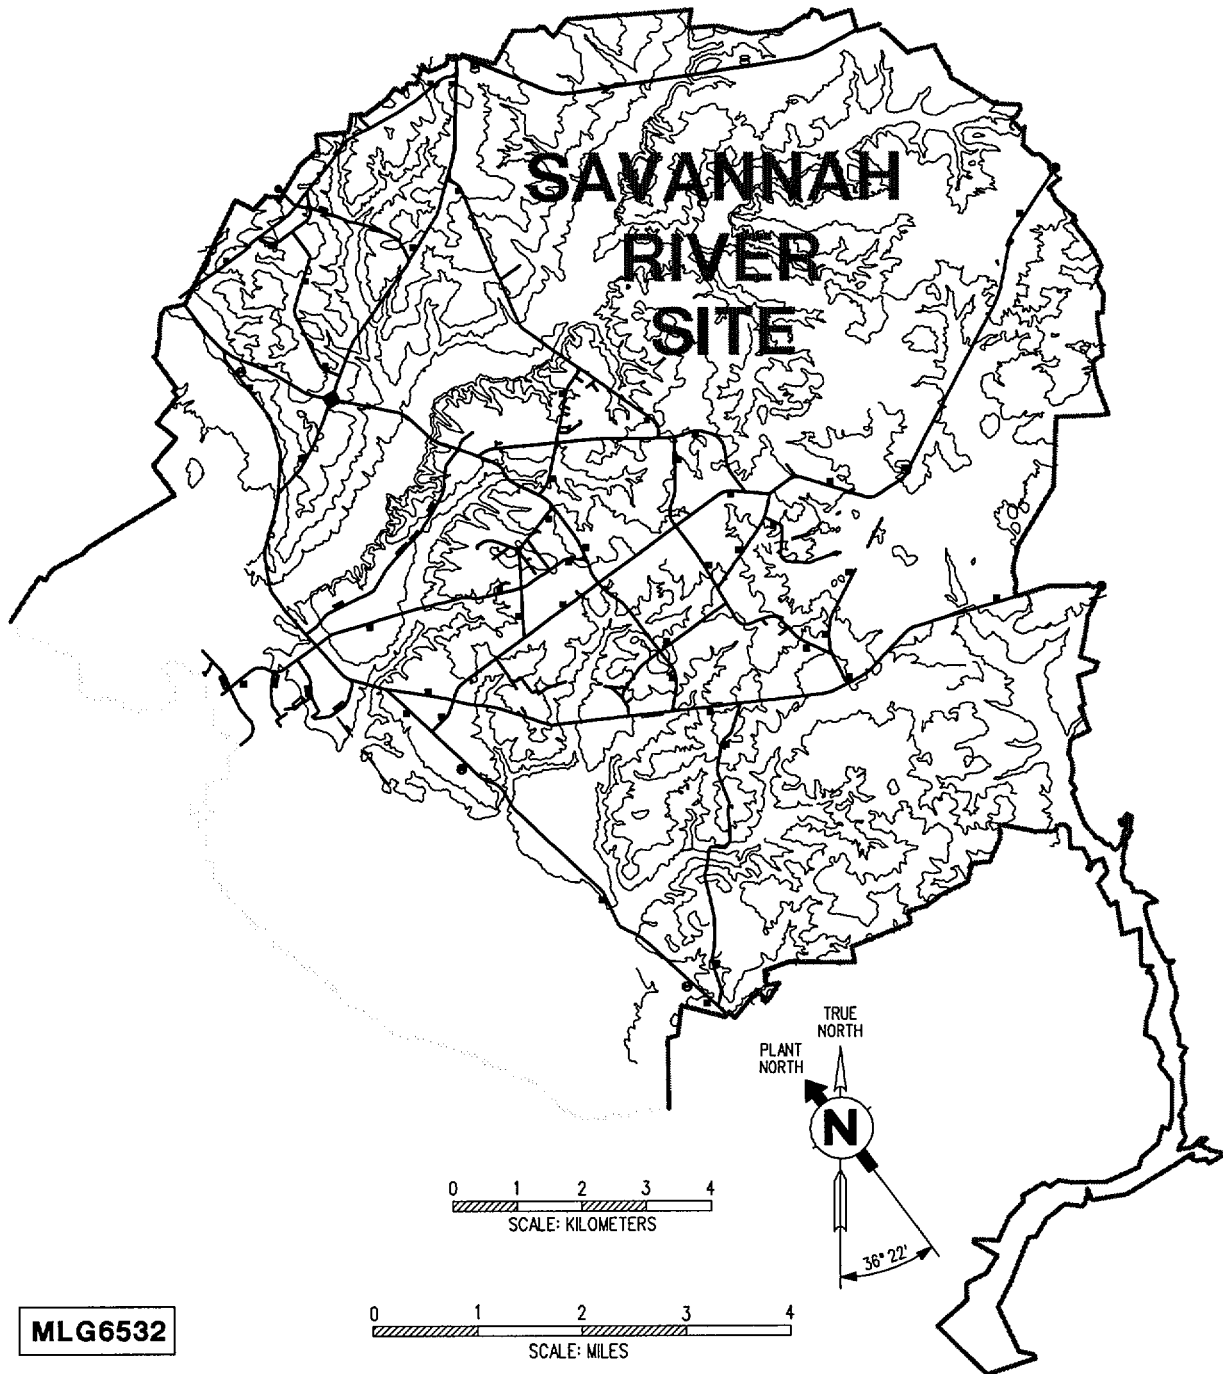 SAVANNAH
RIVER
SITE
TRUE
NORTH
PLANT
NORTH
N
36° 22'
0 1 2 3 4
SCALE: KILOMETERS
0 1 2 3 4
SCALE: MILES
MLG6532